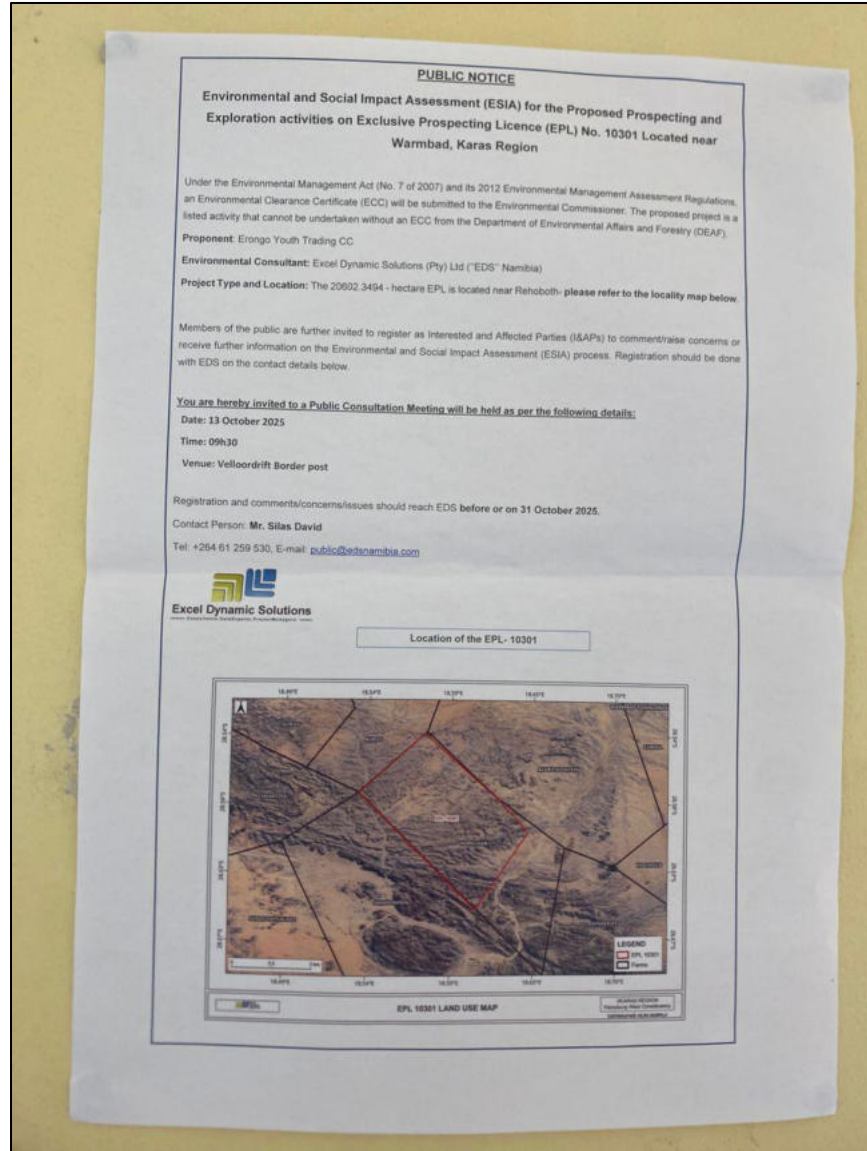 PUBLIC NOTICE
Environmental and Social Impact Assessment (ESIA) for the Proposed Prospecting and
Exploration activities on Exclusive Prospecting Licence (EPL) No. 10301 Located near
Warmbad, Karas Region
Under the Environmental Management Act (No. 7 of 2007) and its 2012 Environmental Management Assessment Regulations,
an Environmental Clearance Certificate (ECC) will be submitted to the Environmental Commissioner. The proposed project is a
listed activity that cannot be undertaken without an ECC from the Department of Environmental Affairs and Forestry (DEAF).
Proponent: Erongo Youth Trading CC
Environmental Consultant: Excel Dynamic Solutions (Pty) Ltd ("EDS" Namibia)
Project Type and Location: The 20602.3494 - hectare EPL is located near Rehoboth- please refer to the locality map below.
Members of the public are further invited to register as Interested and Affected Parties (I&APs) to comment/raise concerns or
receive further information on the Environmental and Social Impact Assessment (ESIA) process. Registration should be done
with EDS on the contact details below.
You are hereby invited to a Public Consultation Meeting will be held as per the following details:
Date: 13 October 2025
Time: 09h30
Venue: Velloordrift Border post
Registration and comments/concerns/issues should reach EDS before or on 31 October 2025.
Contact Person: Mr. Silas David
Tel: +264 61 259 530, E-mail: public@edsnamibia.com
Excel Dynamic Solutions
Location of the EPL- 10301
LEGEND
EPL 10301
Farms
EPL 10301 LAND USE MAP